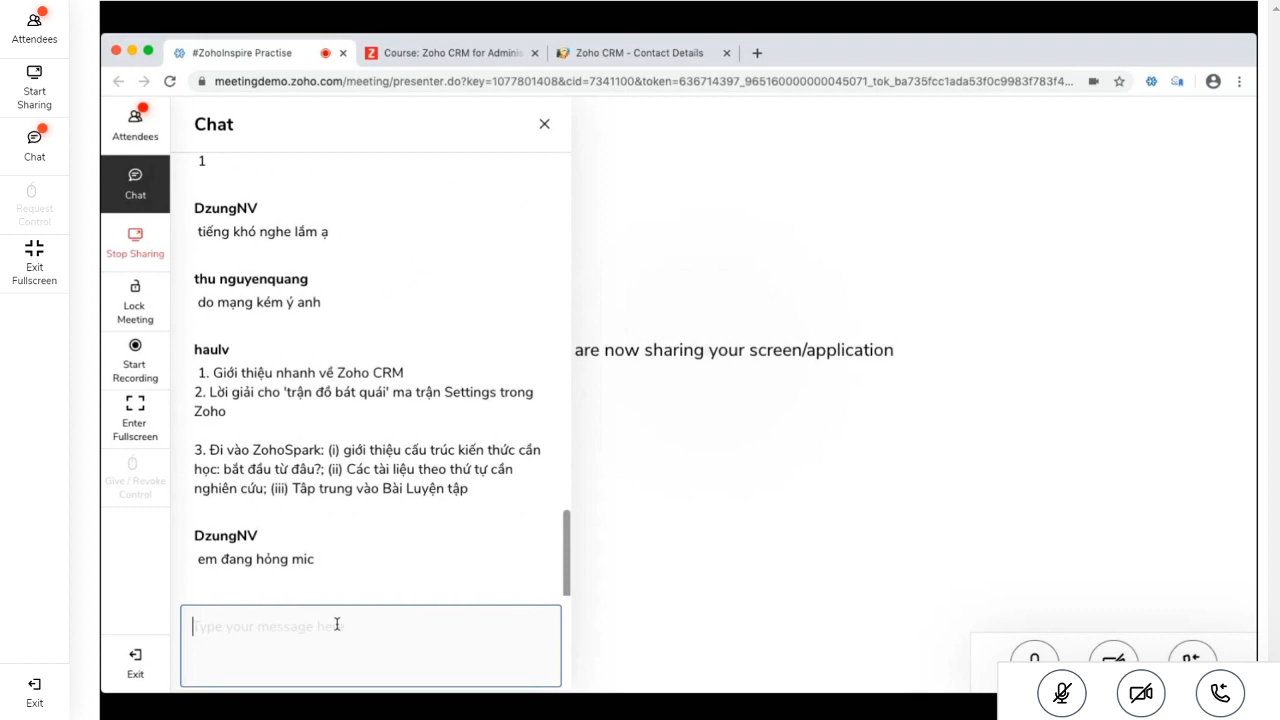 Attendees
Start
Sharing
Chat
Request
Control
Exit
Fullscreen
Exit
#ZohoInspire Practise
Course: Zoho CRM for Adminis
Zoho CRM - Contact Details
meetingdemo.zoho.com/meeting/presenter.do?key=1077801408&cid=7341100&token=636714397_965160000000045071_tok_ba735fcc1ada53f0c9983f783f4...
Attendees
Chat
Stop Sharing
Lock
Meeting
Start
Recording
Enter
Fullscreen
Give / Revoke
Control
Exit
Chat
1
DzungNV
tiếng khó nghe lắm ạ
thu nguyenquang
do mạng kém ý anh
haulv
1. Giới thiệu nhanh về Zoho CRM
2. Lời giải cho 'trận đồ bát quái' ma trận Settings trong
Zoho
3. Đi vào ZohoSpark: (i) giới thiệu cấu trúc kiến thức cần
học: bắt đầu từ đâu?; (ii) Các tài liệu theo thứ tự cần
nghiên cứu; (iii) Tâp trung vào Bài Luyện tập
DzungNV
em đang hỏng mic
Type your message here
are now sharing your screen/application